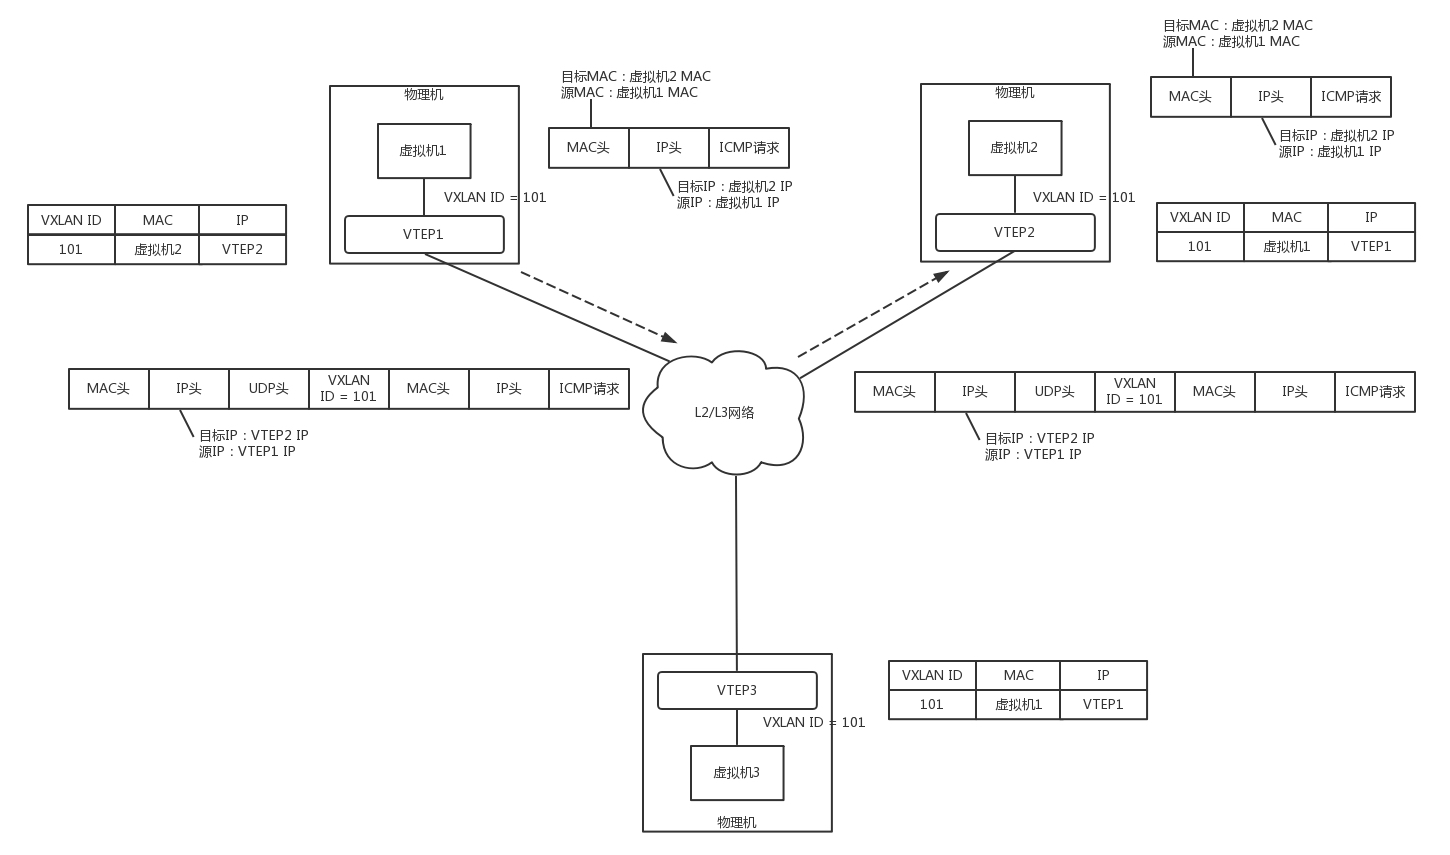 目标MAC：虚拟机2 MAC
源MAC：虚拟机1 MAC
目标MAC：虚拟机2 MAC
源MAC：虚拟机1 MAC
物理机
物理机
MAC头
IP头
ICMP请求
虚拟机1
MAC头
IP头
ICMP请求
虚拟机2
目标IP：虚拟机2 IP
源IP：虚拟机1 IP
VXLAN ID = 101
目标IP：虚拟机2 IP
源IP：虚拟机1 IP
VXLAN ID = 101
VXLAN ID
MAC
IP
101
虚拟机2
VTEP2
VTEP1
VTEP2
VXLAN ID
MAC
IP
101
虚拟机1
VTEP1
MAC头
IP头
UDP头
VXLAN
ID = 101
MAC头
IP头
ICMP请求
目标IP：VTEP2 IP
源IP：VTEP1 IP
L2/L3网络
MAC头
IP头
UDP头
VXLAN
ID = 101
MAC头
IP头
ICMP请求
目标IP：VTEP2 IP
源IP：VTEP1 IP
VTEP3
VXLAN ID = 101
虚拟机3
物理机
VXLAN ID
MAC
IP
101
虚拟机1
VTEP1